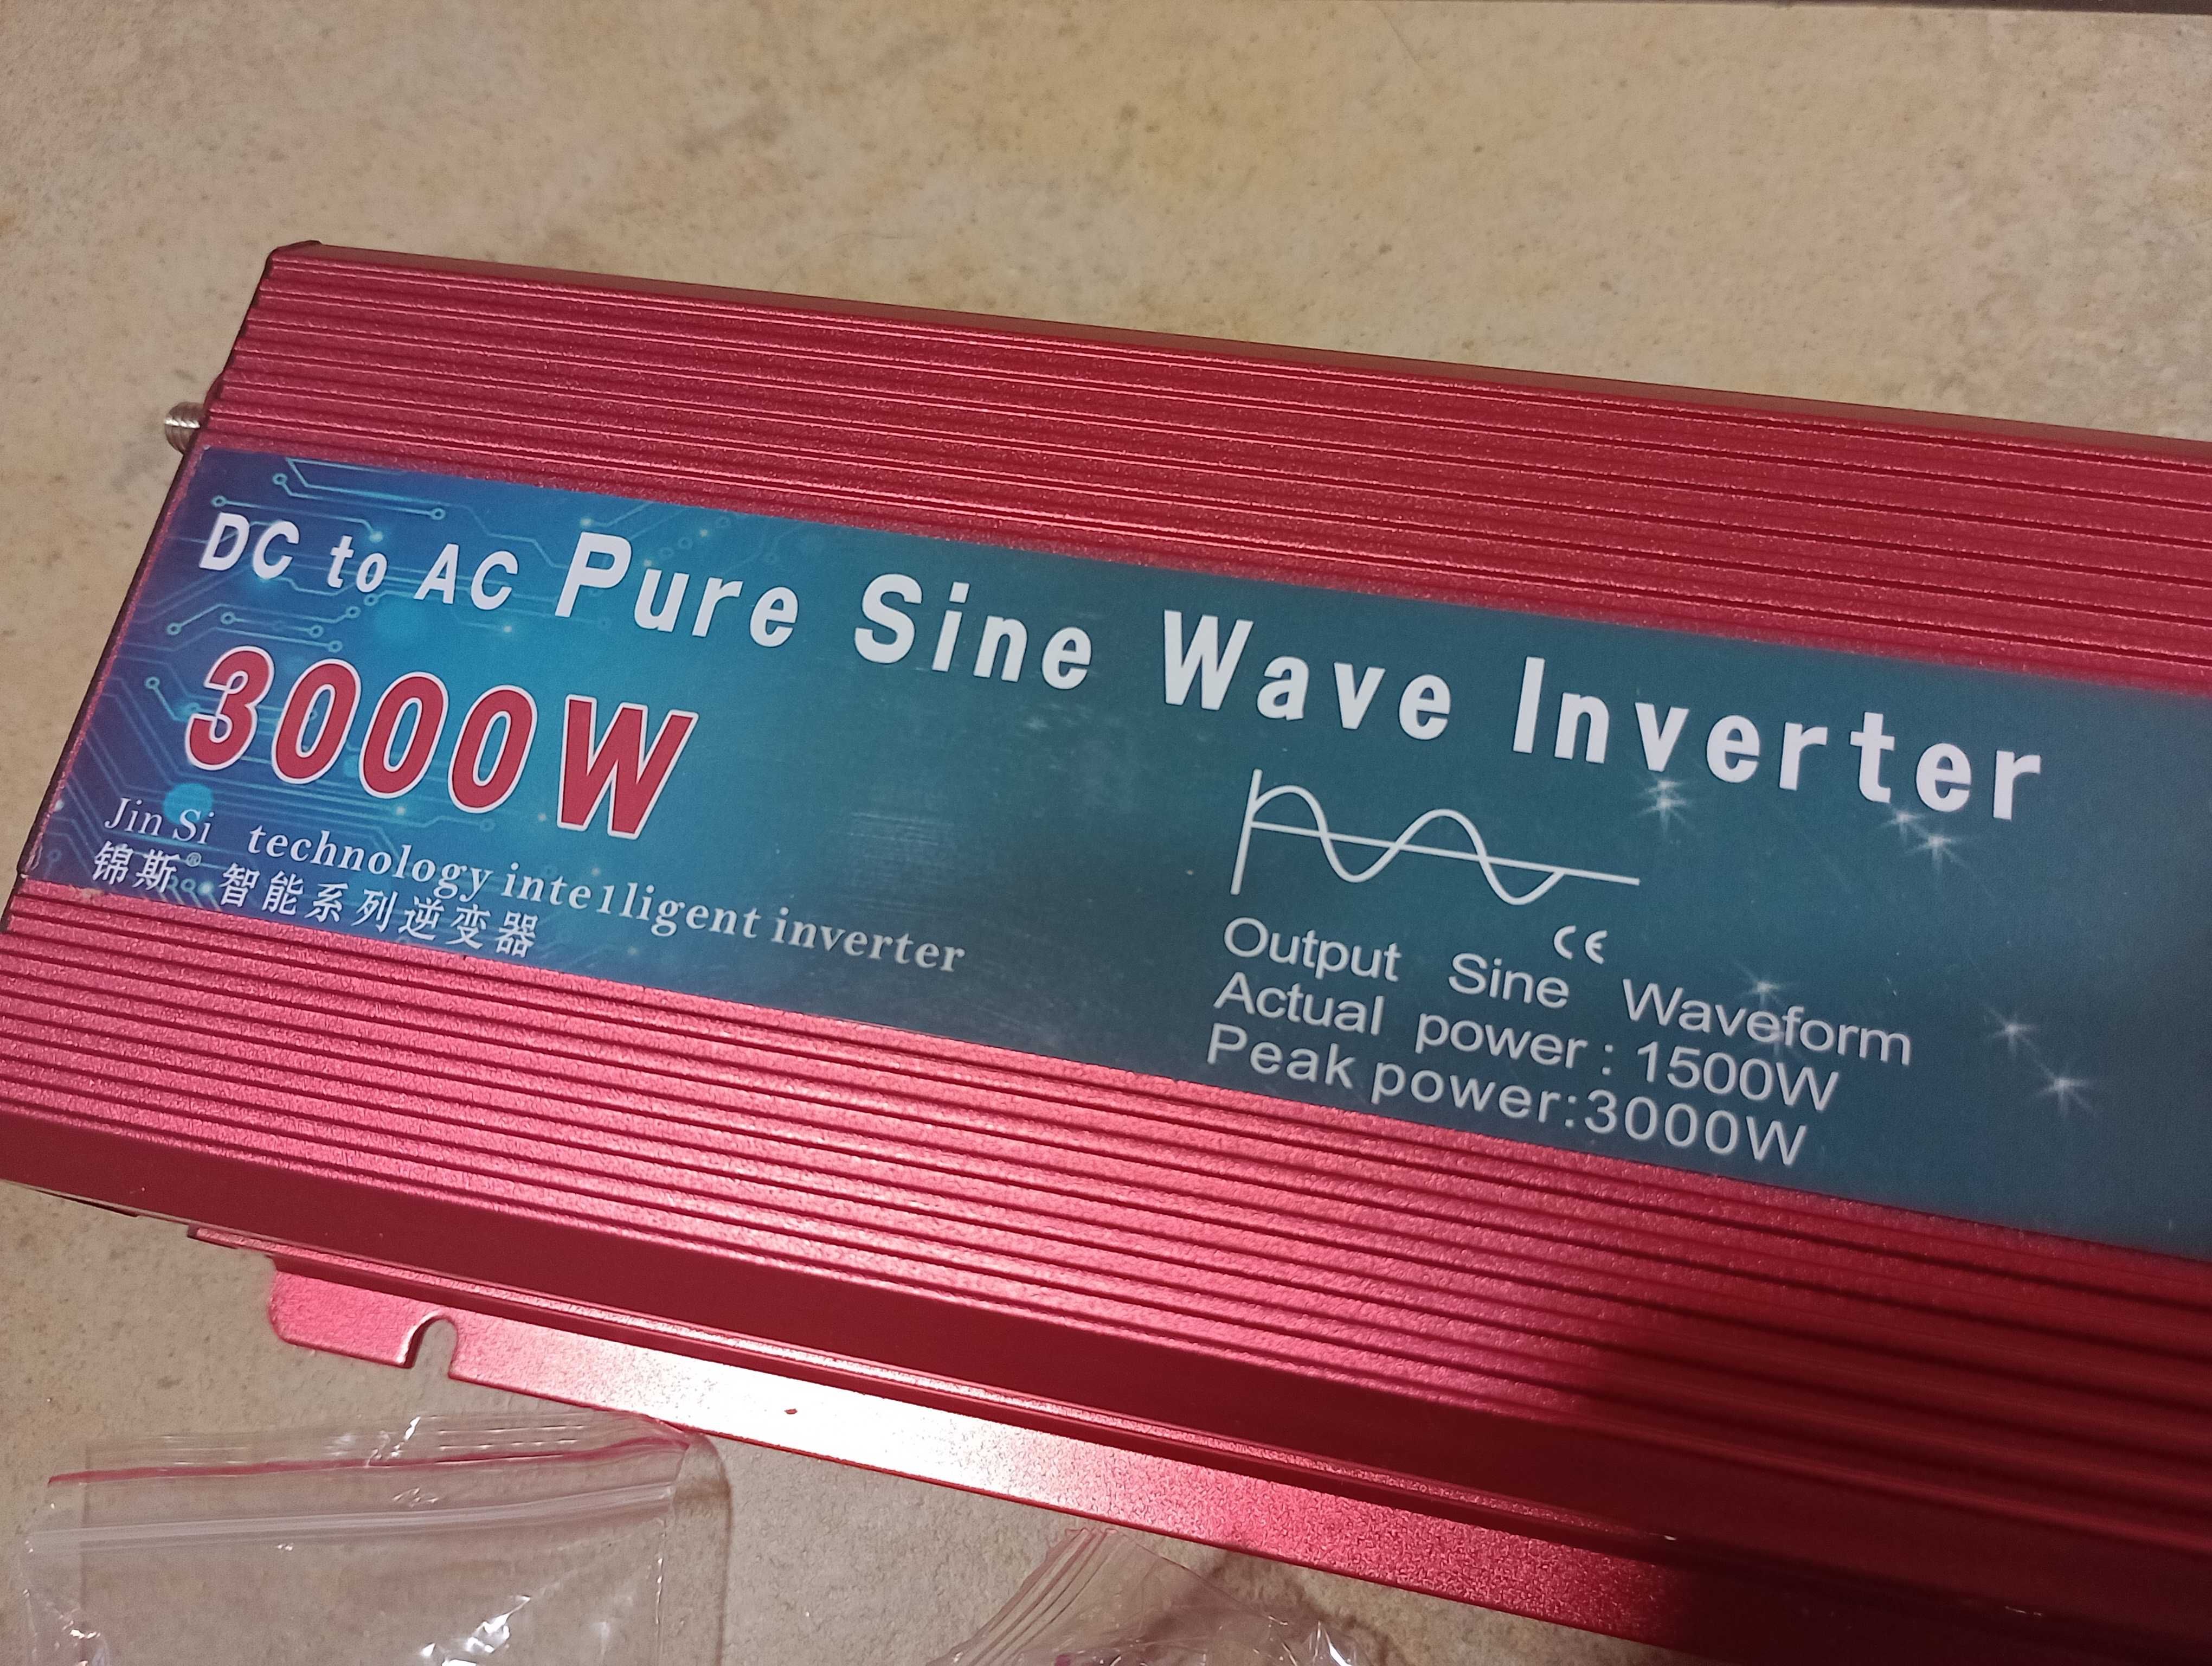 DC to AC Pure Sine Wave Inverter
3000W
Jin Si technology inte1ligent inverter
锦斯® 智能系列逆变器
CE
Output Sine Waveform
Actual power: 1500W
Peak power:3000W